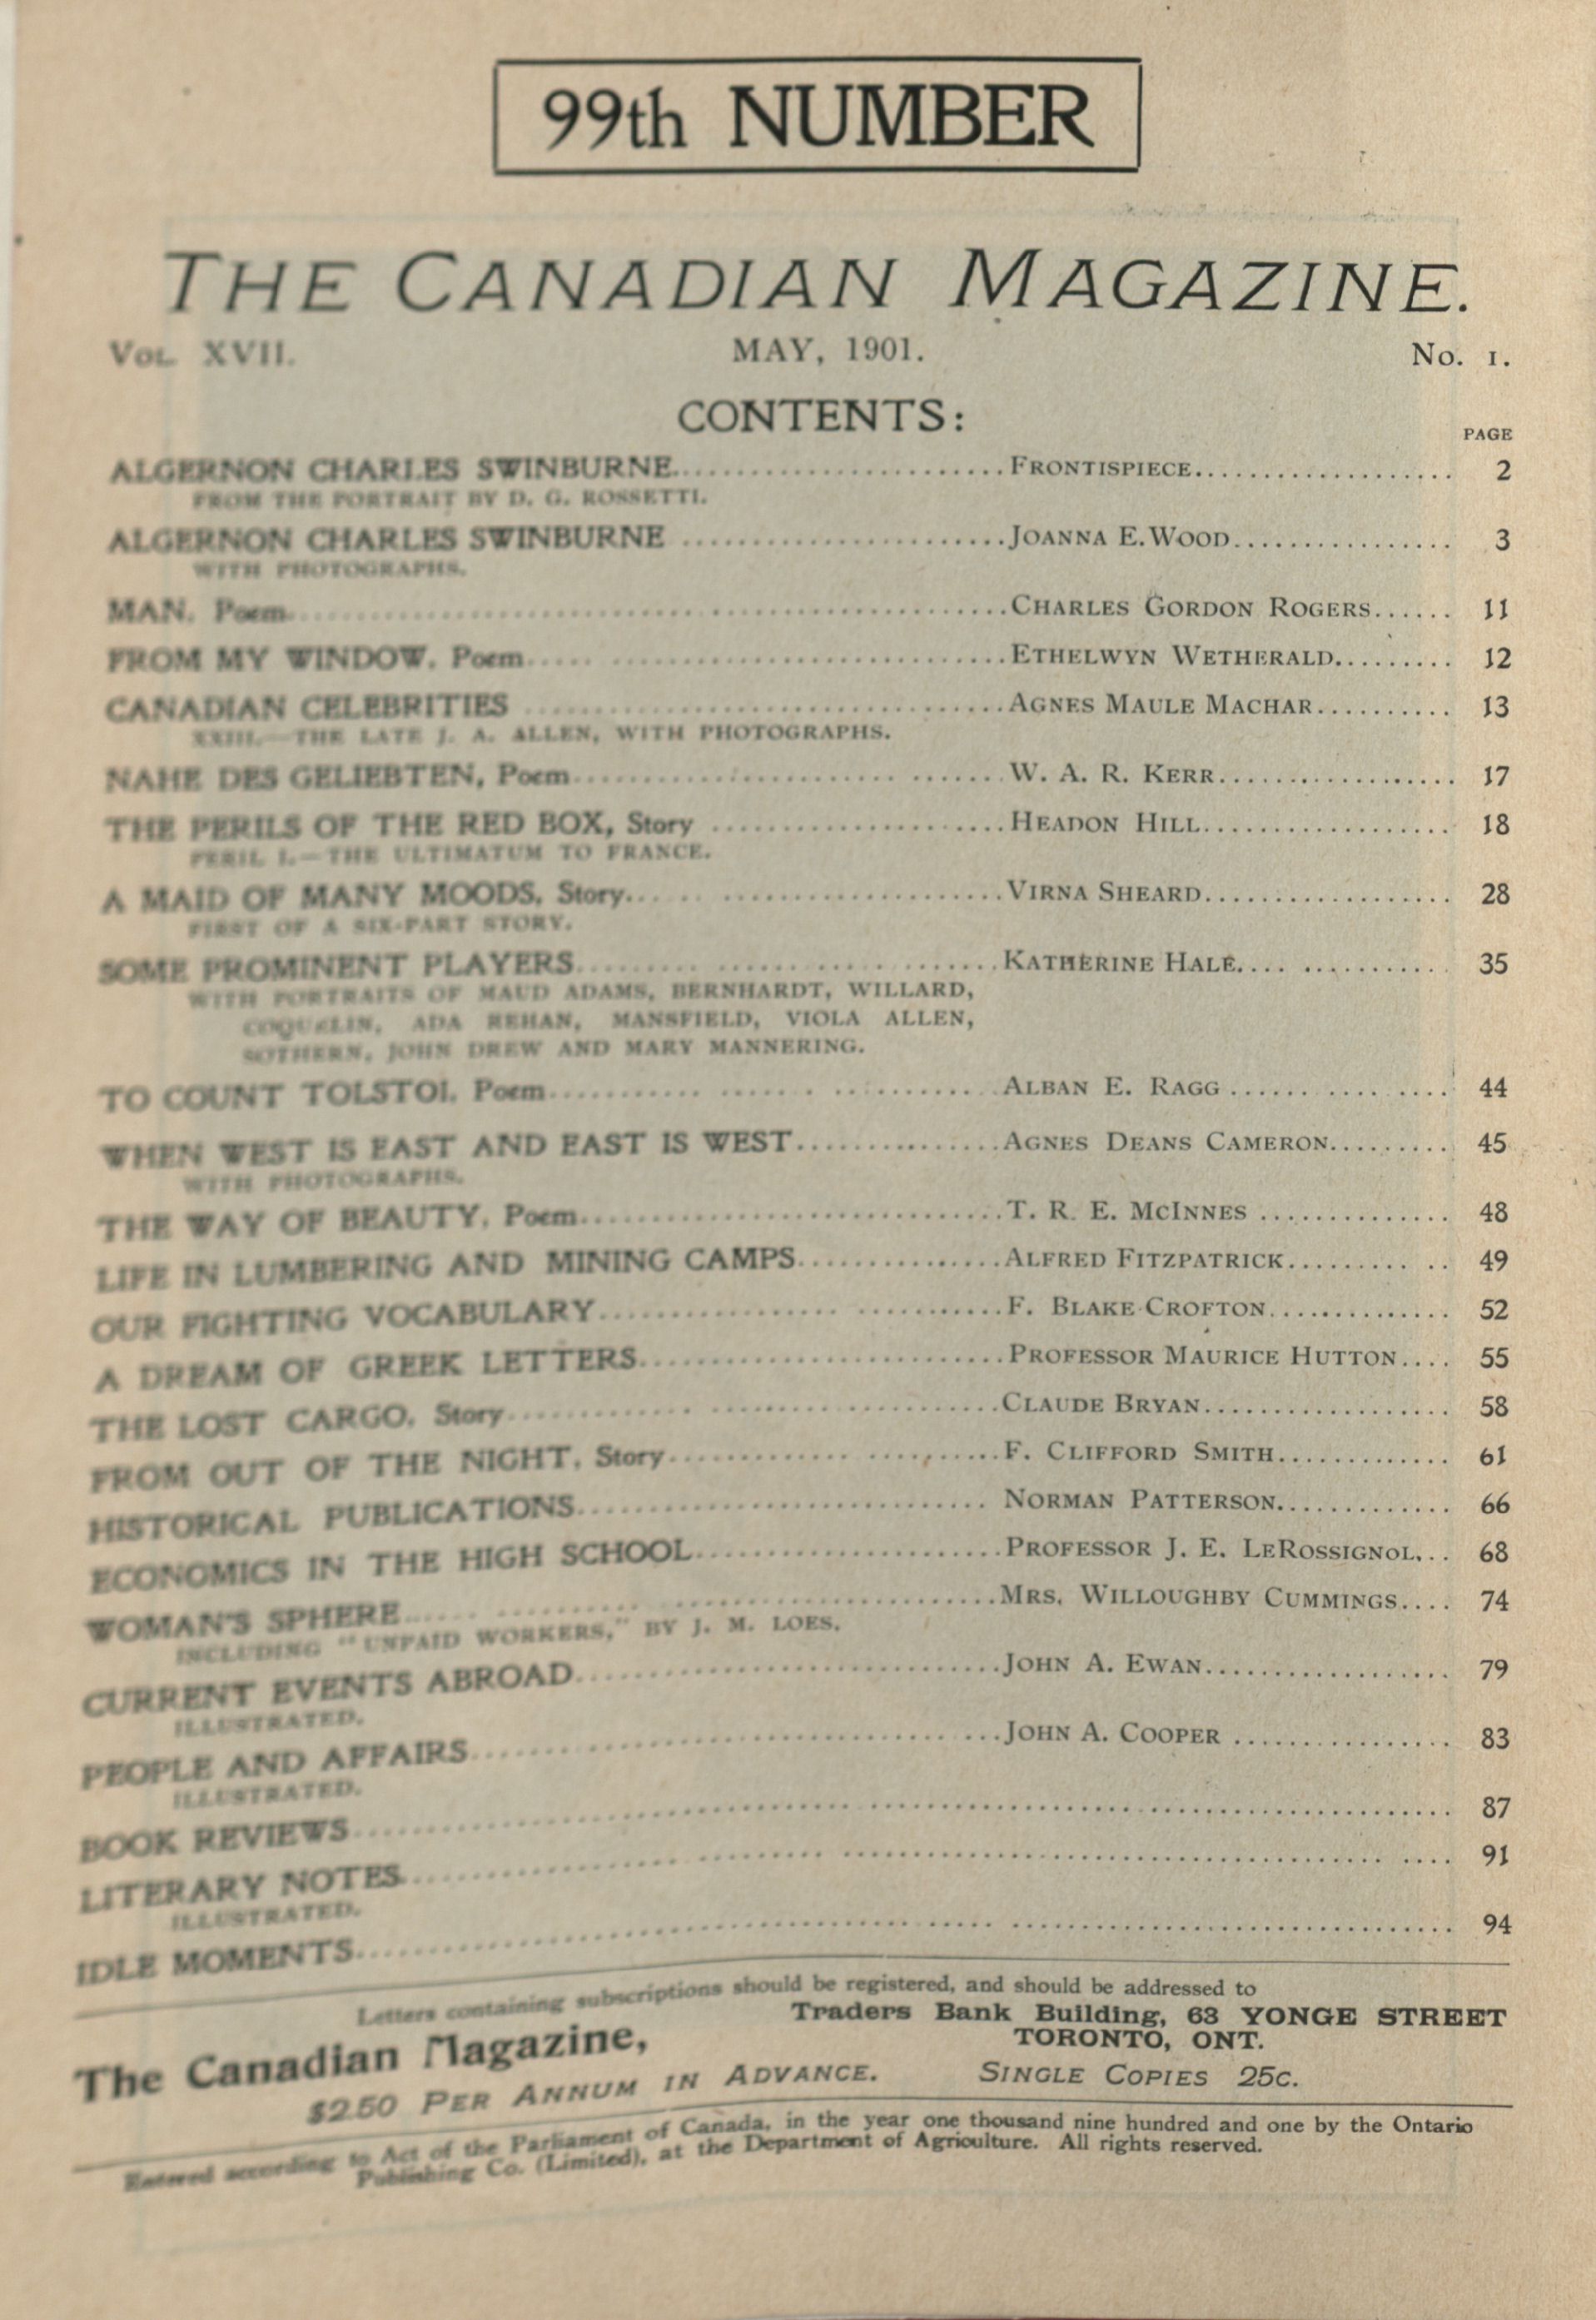 99th NUMBER
THE CANADIAN MAGAZINE.
VOL. XVII. MAY, 1901. No. 1.
CONTENTS:
PAGE
ALGERNON CHARLES SWINBURNE........................FRONTISPIECE................... 2
FROM THE PORTRAIT BY D. G. ROSSETTI.
ALGERNON CHARLES SWINBURNE ........................JOANNA E. WOOD................ 3
WITH PHOTOGRAPHS.
MAN. Poem..................................................CHARLES GORDON ROGERS...... 11
FROM MY WINDOW. Poem..................................ETHELWYN WETHERALD......... 12
CANADIAN CELEBRITIES ..................................AGNES MAULE MACHAR.......... 13
XXIII.—THE LATE J. A. ALLEN, WITH PHOTOGRAPHS.
NAHE DES GELIEBTEN, Poem..............................W. A. R. KERR................. 17
THE PERILS OF THE RED BOX, Story .....................HEADON HILL.................. 18
PERIL I.—THE ULTIMATUM TO FRANCE.
A MAID OF MANY MOODS. Story...........................VIRNA SHEARD.................. 28
FIRST OF A SIX-PART STORY.
SOME PROMINENT PLAYERS..............................KATHERINE HALE............... 35
WITH PORTRAITS OF MAUD ADAMS, BERNHARDT, WILLARD,
COQUELIN, ADA REHAN, MANSFIELD, VIOLA ALLEN,
SOTHERN, JOHN DREW AND MARY MANNERING.
TO COUNT TOLSTOI. Poem...............................ALBAN E. RAGG ............... 44
WHEN WEST IS EAST AND EAST IS WEST...............AGNES DEANS CAMERON......... 45
WITH PHOTOGRAPHS.
THE WAY OF BEAUTY. Poem..............................T. R. E. MCINNES .............. 48
LIFE IN LUMBERING AND MINING CAMPS...............ALFRED FITZPATRICK........... 49
OUR FIGHTING VOCABULARY............................F. BLAKE CROFTON............. 52
A DREAM OF GREEK LETTERS..........................PROFESSOR MAURICE HUTTON.... 55
THE LOST CARGO. Story..................................CLAUDE BRYAN.................. 58
FROM OUT OF THE NIGHT. Story.........................F. CLIFFORD SMITH............. 61
HISTORICAL PUBLICATIONS............................. NORMAN PATTERSON............. 66
ECONOMICS IN THE HIGH SCHOOL......................PROFESSOR J. E. LEROSSIGNOL... 68
WOMAN'S SPHERE........................................MRS. WILLOUGHBY CUMMINGS.... 74
INCLUDING "UNPAID WORKERS," BY J. M. LOES.
CURRENT EVENTS ABROAD..............................JOHN A. EWAN.................. 79
ILLUSTRATED.
PEOPLE AND AFFAIRS.....................................JOHN A. COOPER ................ 83
ILLUSTRATED.
BOOK REVIEWS................................................................................ 87
LITERARY NOTES............................................................................ 91
ILLUSTRATED.
IDLE MOMENTS................................................................................ 94
Letters containing subscriptions should be registered, and should be addressed to
The Canadian Magazine, Traders Bank Building, 63 YONGE STREET
TORONTO, ONT.
$2.50 PER ANNUM IN ADVANCE. SINGLE COPIES 25C.
Entered according to Act of the Parliament of Canada, in the year one thousand nine hundred and one by the Ontario
Publishing Co. (Limited), at the Department of Agriculture. All rights reserved.